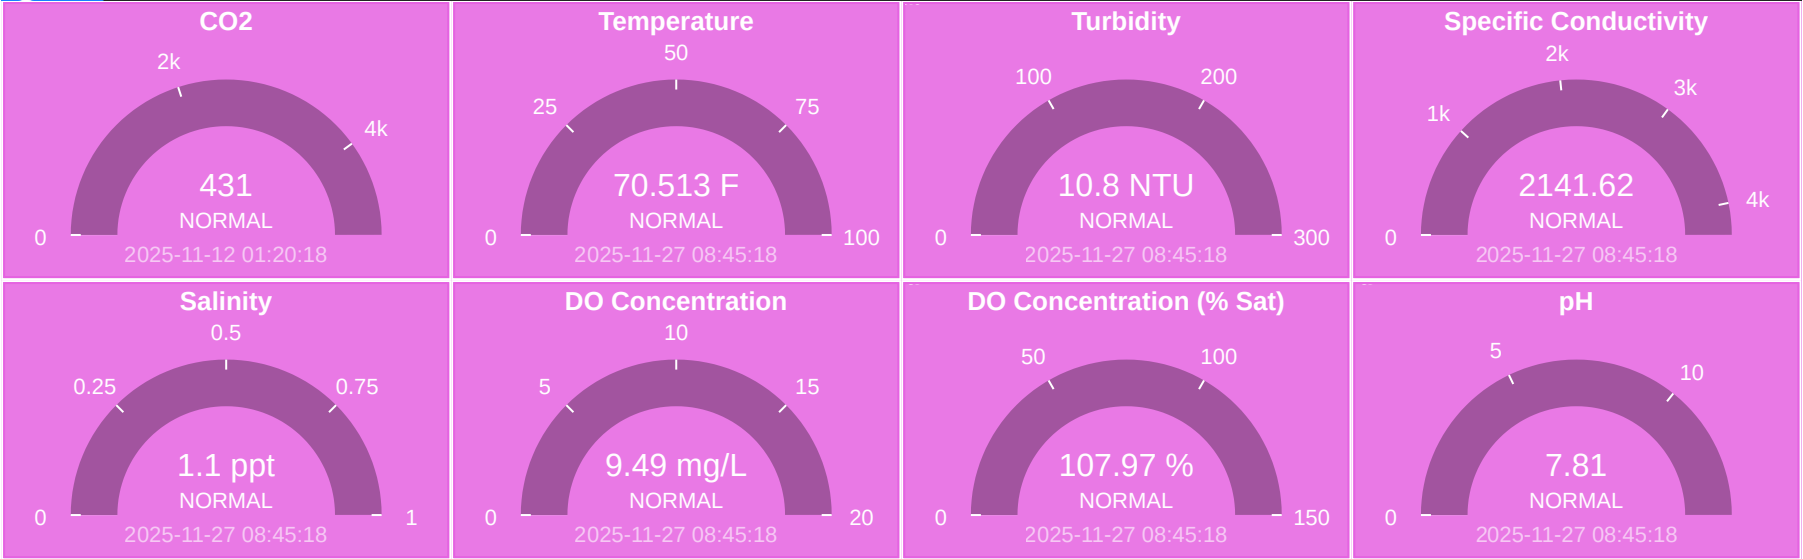 CO2
2k
4k
0
431
NORMAL
2025-11-12 01:20:18
Temperature
50
25
75
0
100
70.513 F
NORMAL
2025-11-27 08:45:18
Turbidity
100
200
0
300
10.8 NTU
NORMAL
2025-11-27 08:45:18
Specific Conductivity
2k
1k
3k
4k
0
2141.62
NORMAL
2025-11-27 08:45:18
Salinity
0.5
0.25
0.75
0
1
1.1 ppt
NORMAL
2025-11-27 08:45:18
DO Concentration
10
5
15
0
20
9.49 mg/L
NORMAL
2025-11-27 08:45:18
DO Concentration (% Sat)
50
100
0
150
107.97 %
NORMAL
2025-11-27 08:45:18
pH
5
10
0
7.81
NORMAL
2025-11-27 08:45:18